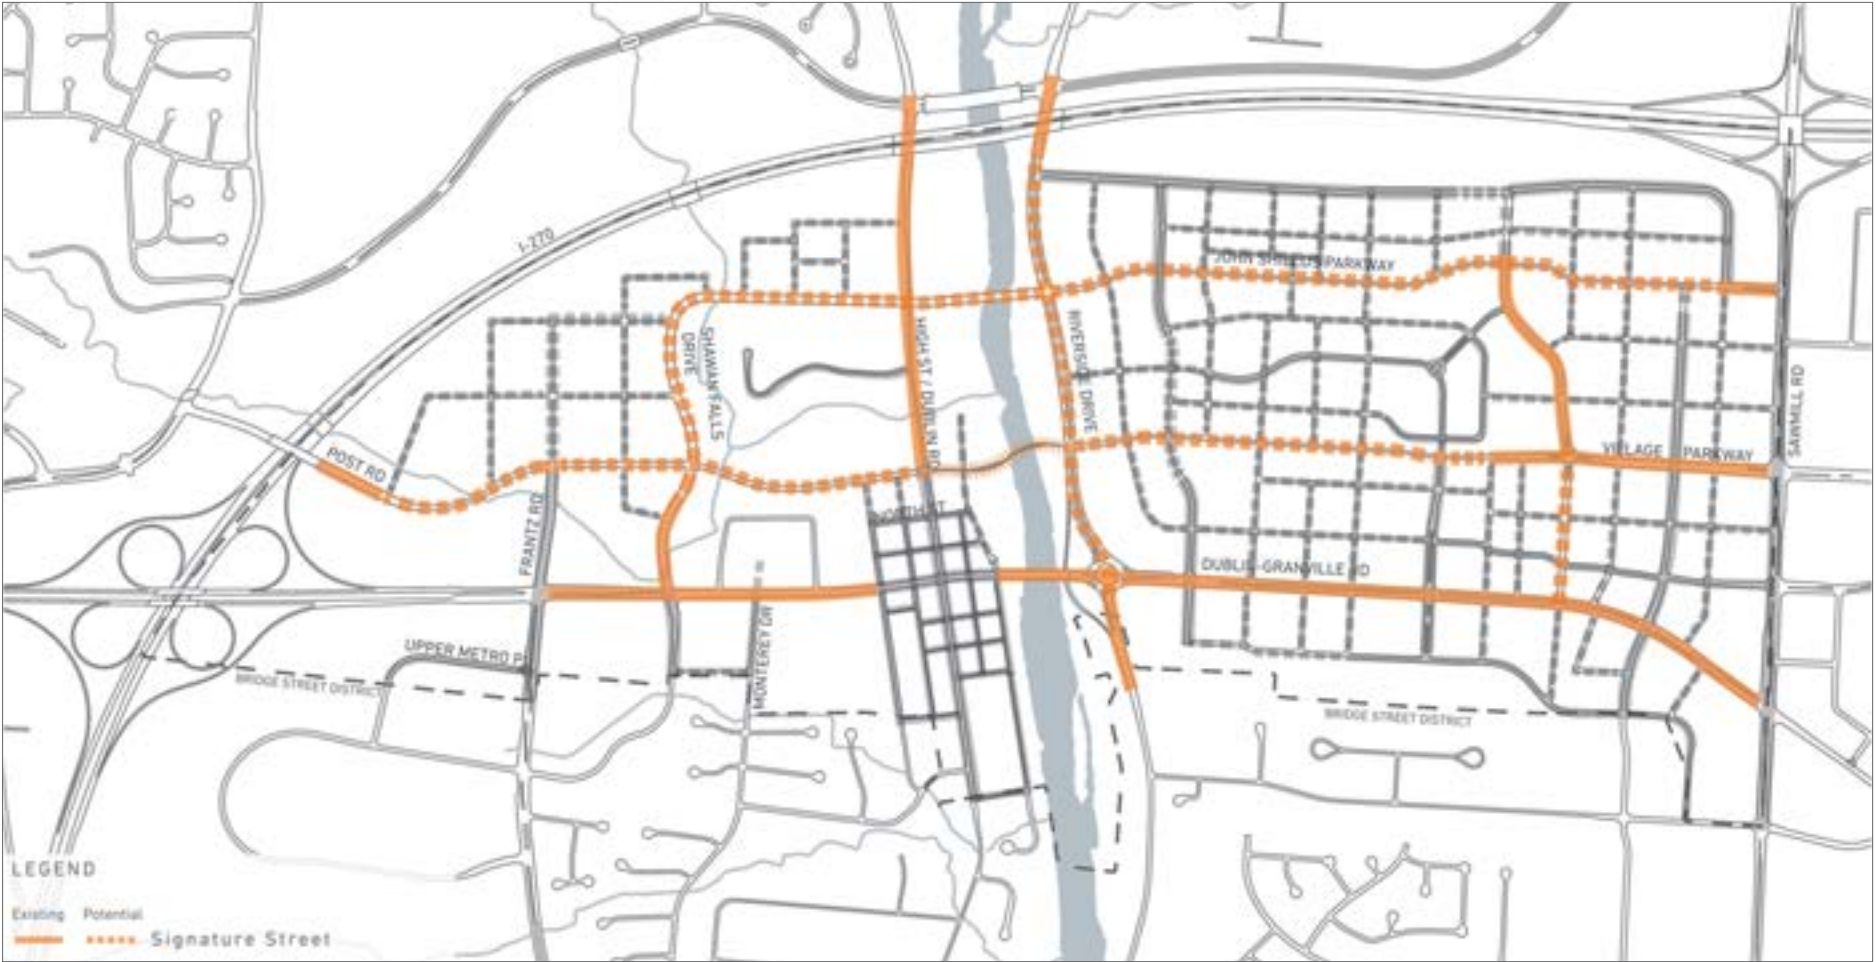 I-270
JOHN SHIELDS PARKWAY
HIGH ST / DUBLIN RD
RIVERSIDE DRIVE
SHAWAN FALLS
DRIVE
SAWMILL RD
VILLAGE PARKWAY
POST RD
FRANTZ RD
NORTH ST
DUBLIN-GRANVILLE RD
UPPER METRO PL
MONTEREY DR
BRIDGE STREET DISTRICT
BRIDGE STREET DISTRICT
LEGEND
Existing Potential
Signature Street